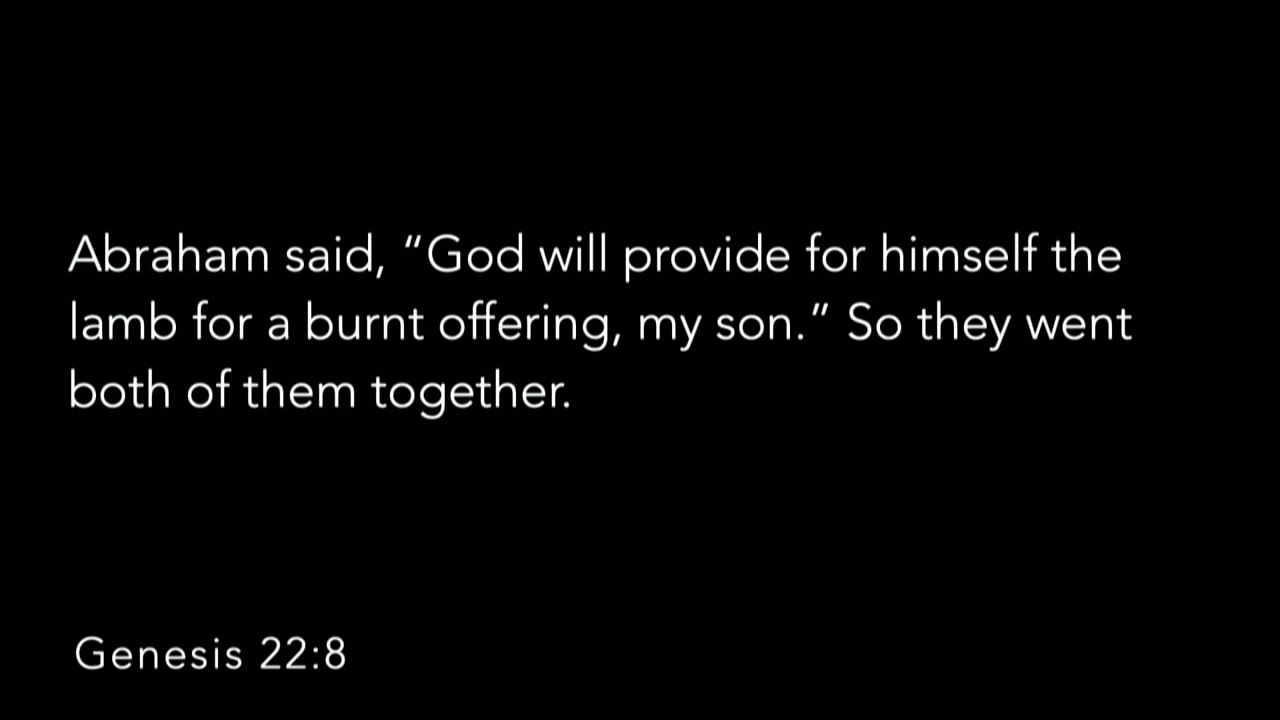 Abraham said, “God will provide for himself the
lamb for a burnt offering, my son.” So they went
both of them together.
Genesis 22:8